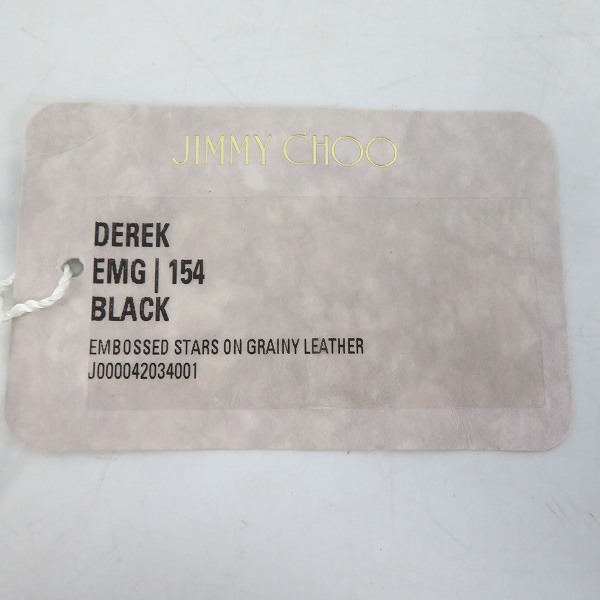 JIMMY CHOO
DEREK
EMG | 154
BLACK
EMBOSSED STARS ON GRAINY LEATHER
J000042034001